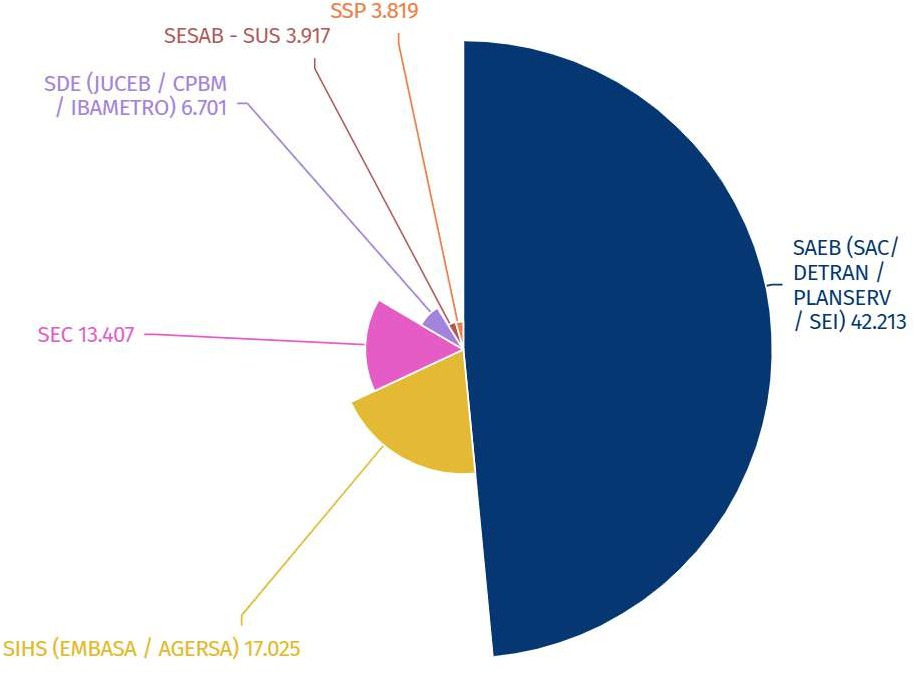 SSP 3.819
SESAB - SUS 3.917
SDE (JUCEB / CPBM
/ IBAMETRO) 6.701
SAEB (SAC/
DETRAN /
PLANSERV
/ SEI) 42.213
SEC 13.407
SIHS (EMBASA / AGERSA) 17.025